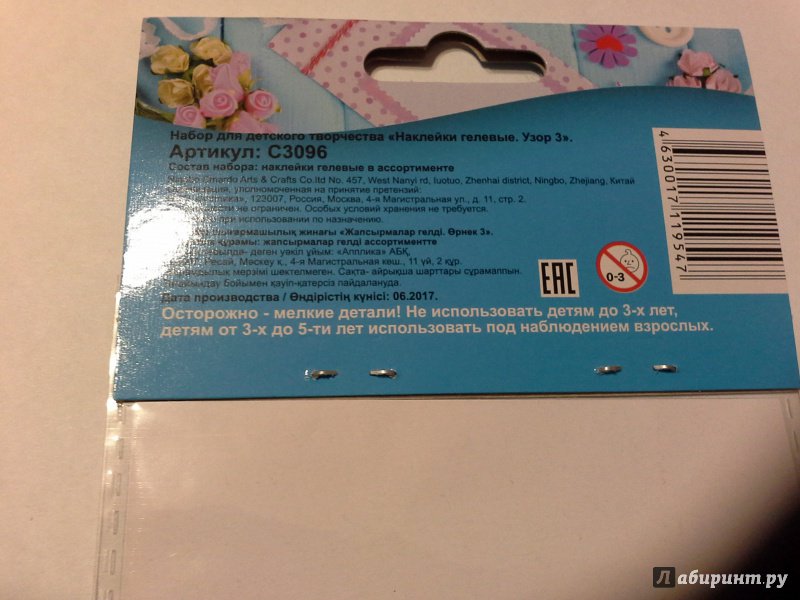 Набор для детского творчества «Наклейки гелевые. Узор 3».
Артикул: С3096
Состав набора: наклейки гелевые в ассортименте
Arts & Crafts Co.ltd No. 457, West Nanyi rd, luotuo, Zhenhai district, Ningbo, Zhejiang, Китай
уполномоченная на принятие претензий:
123007, Россия, Москва, 4-я Магистральная ул., д. 11, стр. 2.
не ограничен. Особых условий хранения не требуется.
при использовании по назначению.
шығармашылық жинағы «Жапсырмалар гелді. Өрнек 3».
құрамы: жапсырмалар гелді ассортиментте
деген уәкіл ұйым: «Апплика» АБҚ,
Ресай, Мәскеу қ., 4-я Магистральная көш., 11 үй, 2 құр.
мерзімі шектелмеген. Сақта- айрықша шарттары сұрамаппын.
Бойымен қауіп-қатерсіз пайдалануда.
Дата производства / Өндірістің күнісі: 06.2017.
Осторожно - мелкие детали! Не использовать детям до 3-х лет,
детям от 3-х до 5-ти лет использовать под наблюдением взрослых.
EAC
0-3
4630017119547
Лабиринт.ру